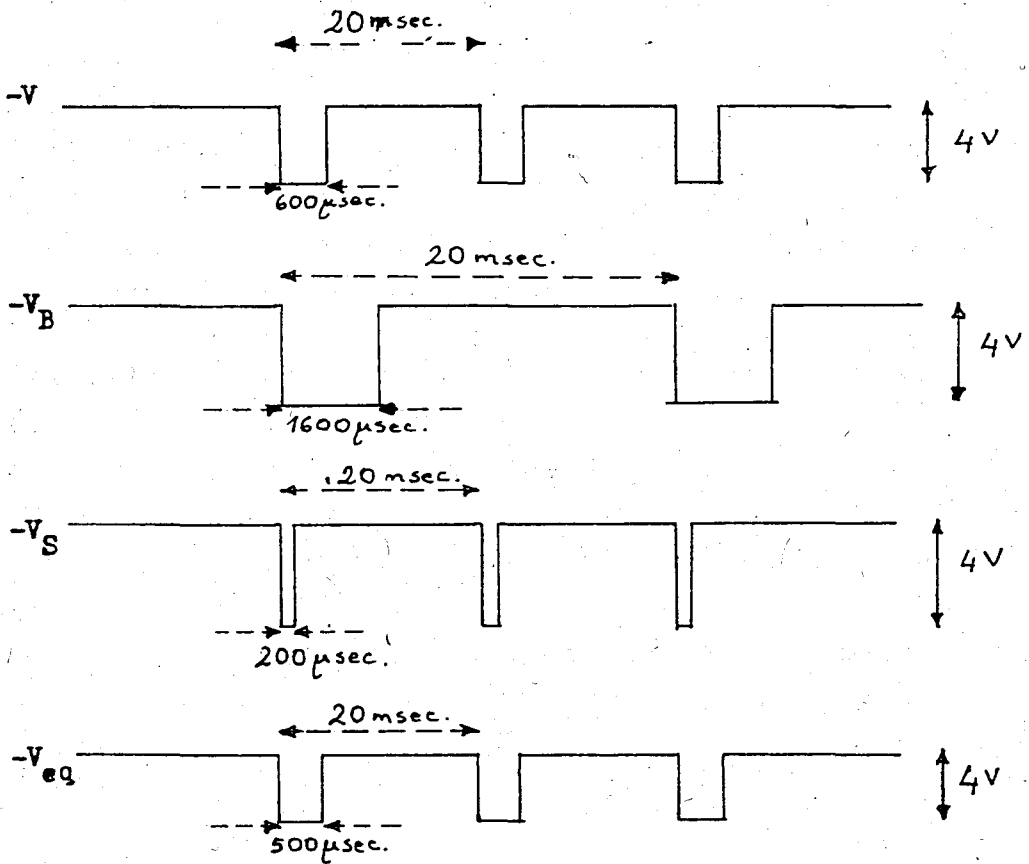 20 msec.
-V
4V
600µsec.
20 msec.
-V_B
4V
1600µsec.
.20 msec.
-V_S
4V
200µsec.
20 msec.
-V_eq
4V
500µsec.